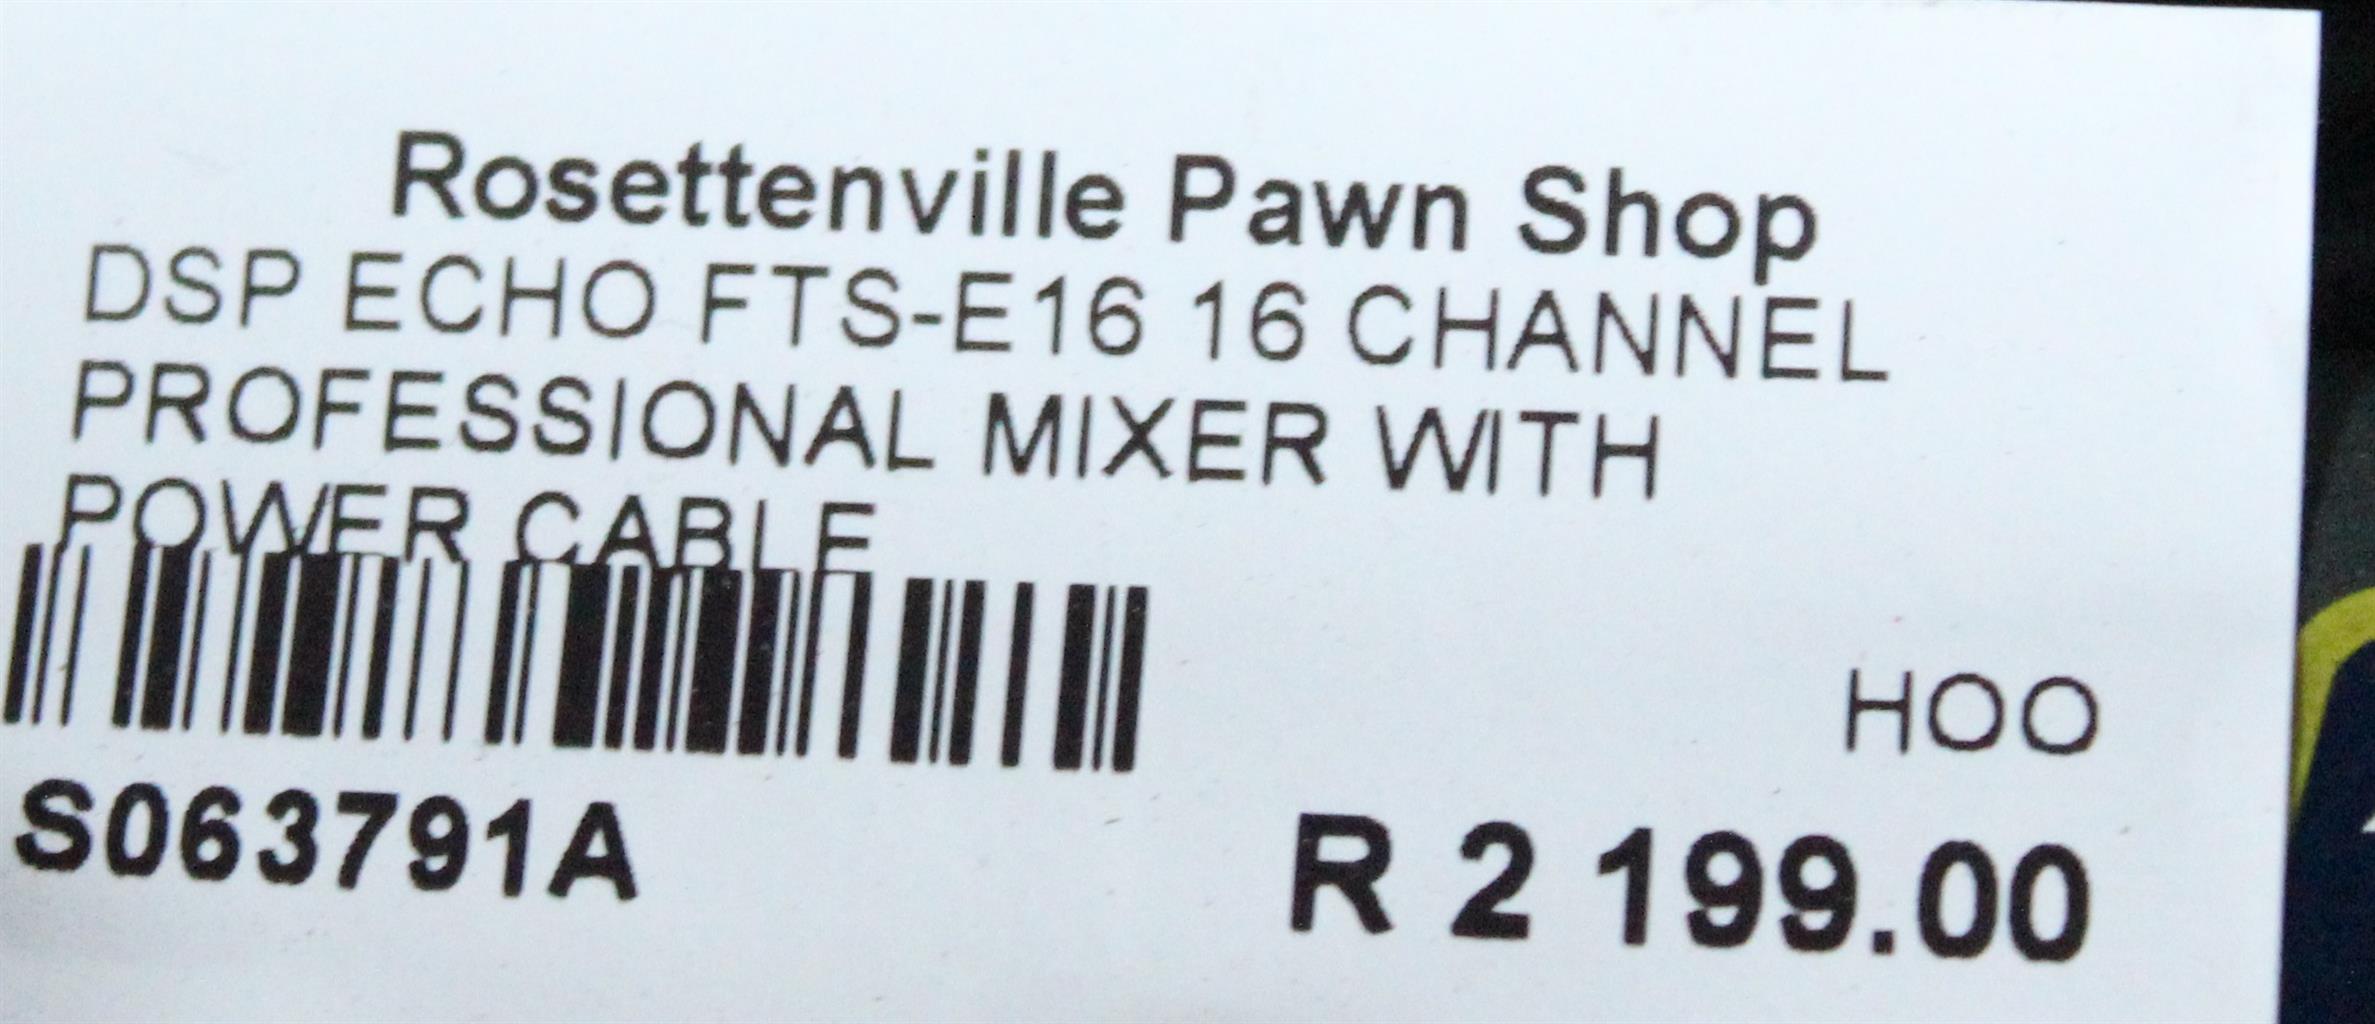 Rosettenville Pawn Shop
DSP ECHO FTS-E16 16 CHANNEL
PROFESSIONAL MIXER WITH
POWER CABLE
HOO
S063791A
R 2 199.00